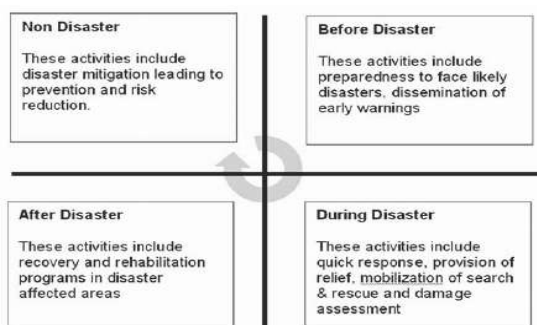 Non Disaster
These activities include
disaster mitigation leading to
prevention and risk
reduction.
Before Disaster
These activities include
preparedness to face likely
disasters, dissemination of
early warnings
After Disaster
These activities include
recovery and rehabilitation
programs in disaster
affected areas
During Disaster
These activities include
quick response, provision of
relief, mobilization of search
& rescue and damage
assessment